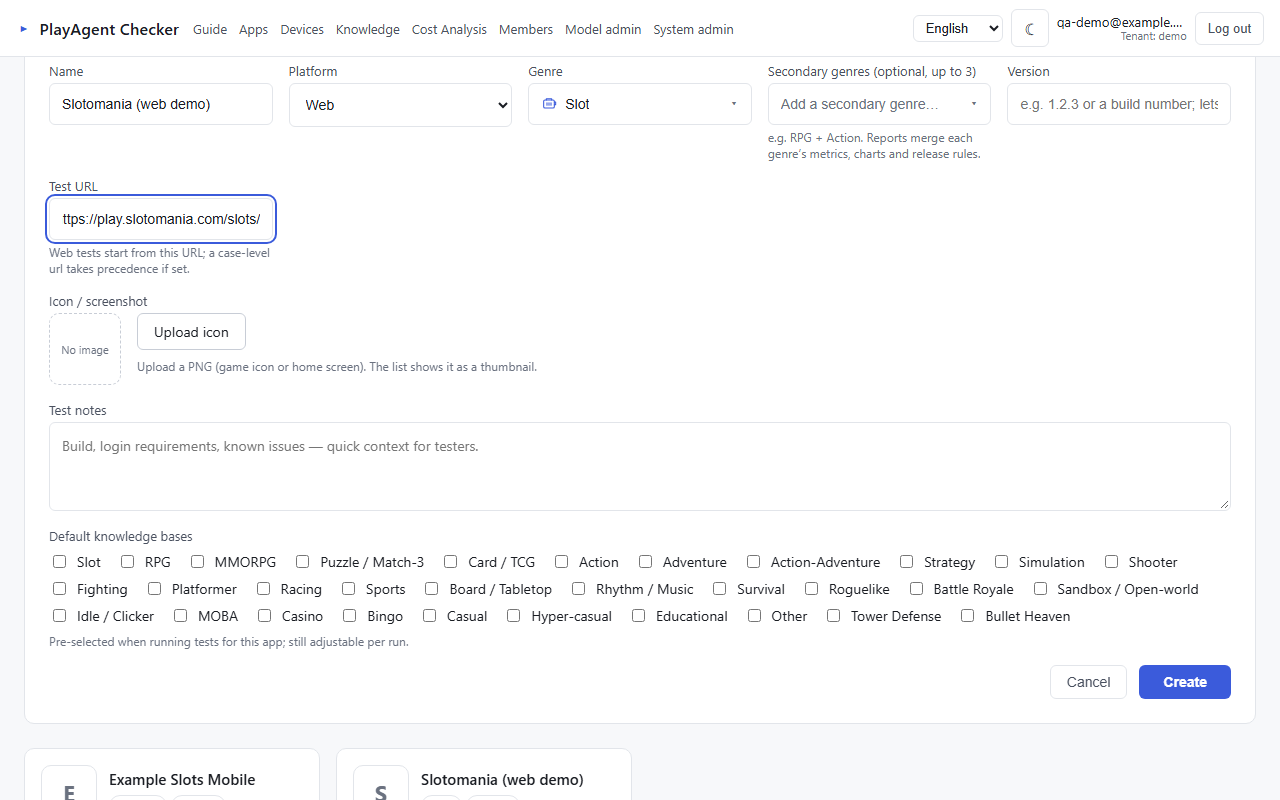 PlayAgent Checker Guide Apps Devices Knowledge Cost Analysis Members Model admin System admin English qa-demo@example.... Log out
Tenant: demo
Name Platform Genre Secondary genres (optional, up to 3) Version
Slotomania (web demo) Web Slot Add a secondary genre… e.g. 1.2.3 or a build number; lets
e.g. RPG + Action. Reports merge each
genre's metrics, charts and release rules.
Test URL
ttps://play.slotomania.com/slots/
Web tests start from this URL; a case-level
url takes precedence if set.
Icon / screenshot
No image Upload icon
Upload a PNG (game icon or home screen). The list shows it as a thumbnail.
Test notes
Build, login requirements, known issues — quick context for testers.
Default knowledge bases
Slot RPG MMORPG Puzzle / Match-3 Card / TCG Action Adventure Action-Adventure Strategy Simulation Shooter
Fighting Platformer Racing Sports Board / Tabletop Rhythm / Music Survival Roguelike Battle Royale Sandbox / Open-world
Idle / Clicker MOBA Casino Bingo Casual Hyper-casual Educational Other Tower Defense Bullet Heaven
Pre-selected when running tests for this app; still adjustable per run.
Cancel Create
E Example Slots Mobile S Slotomania (web demo)